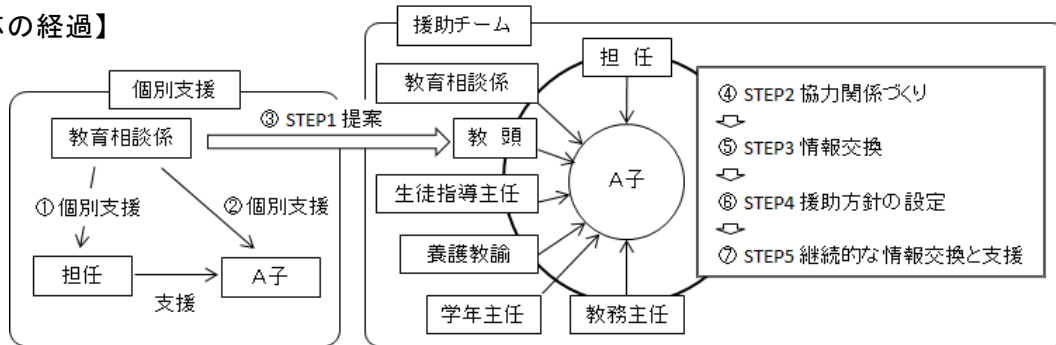 の経過】
個別支援
教育相談係
①個別支援
②個別支援
担任
支援
A子
③ STEP1 提案
援助チーム
担 任
教育相談係
教 頭
生徒指導主任
養護教諭
学年主任
教務主任
A子
④ STEP2 協力関係づくり
⑤ STEP3 情報交換
⑥ STEP4 援助方針の設定
⑦ STEP5 継続的な情報交換と支援